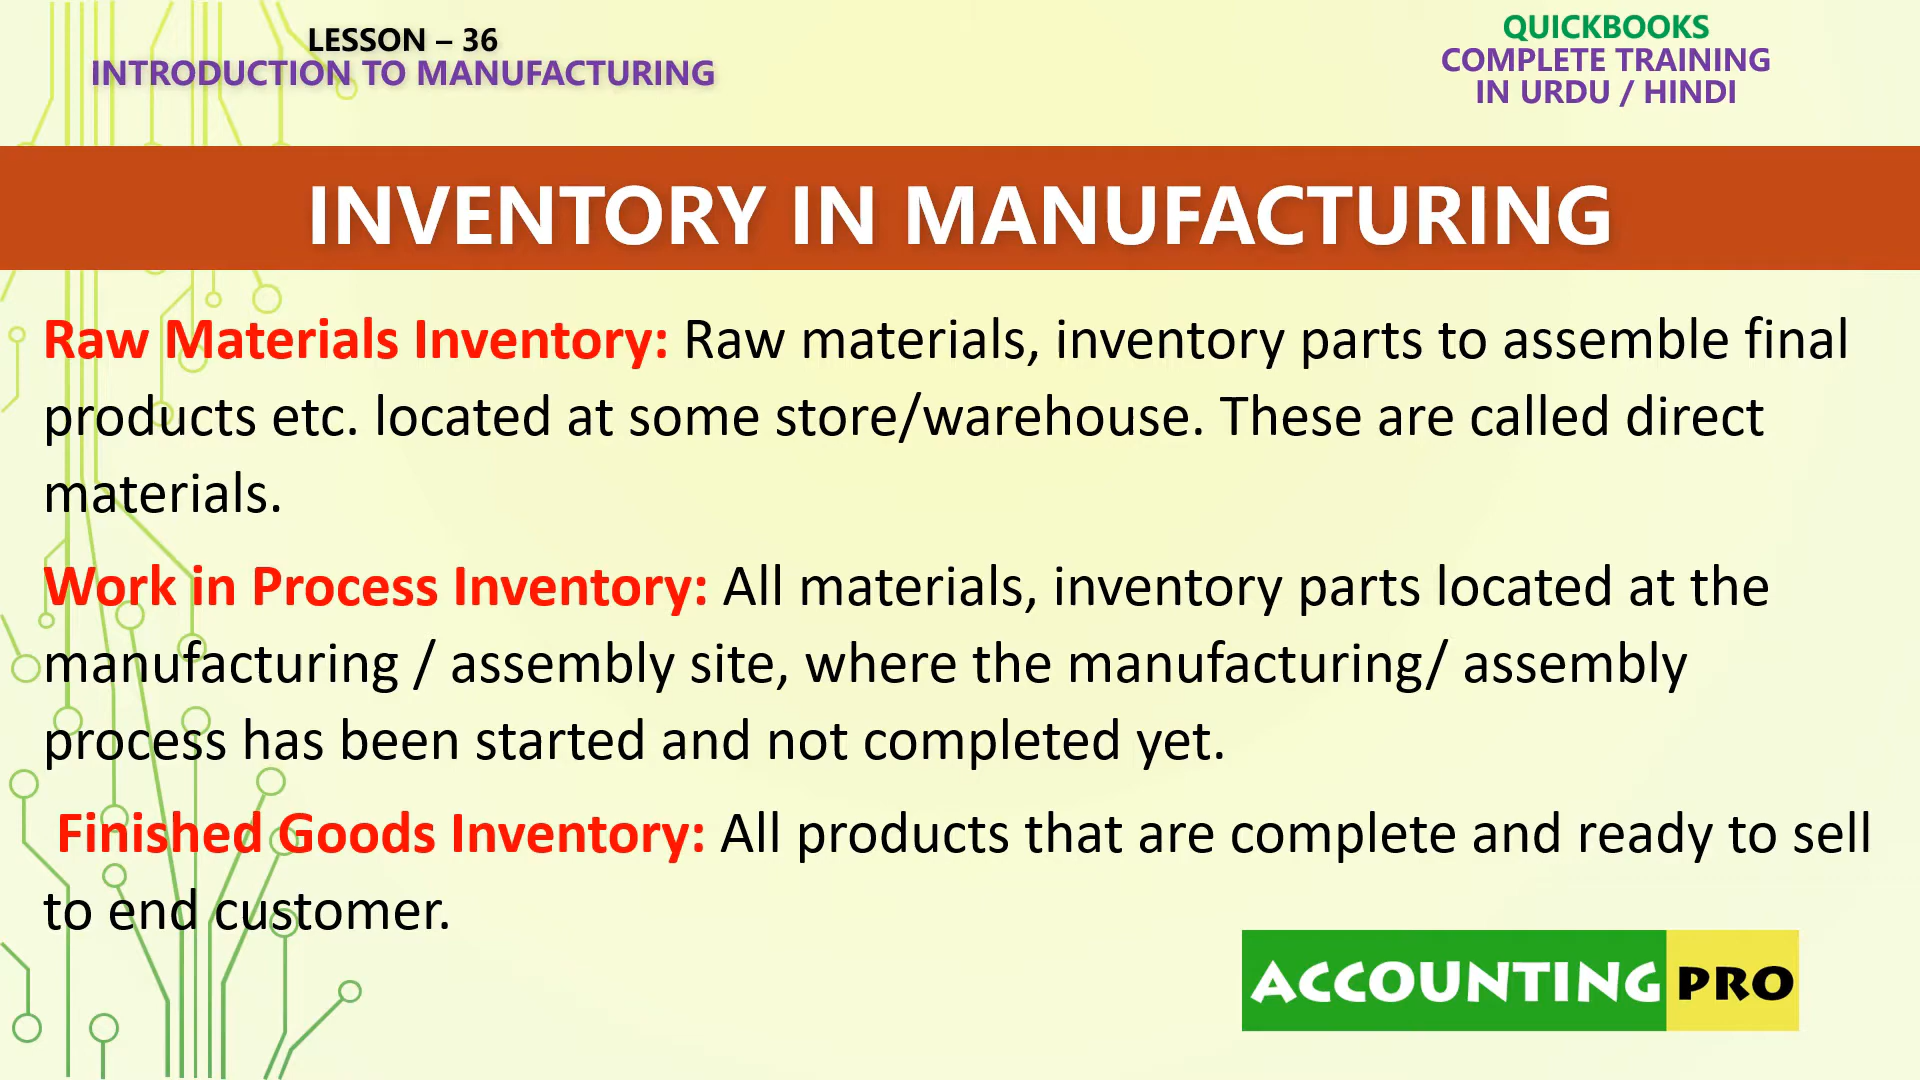 LESSON – 36
INTRODUCTION TO MANUFACTURING
QUICKBOOKS
COMPLETE TRAINING
IN URDU / HINDI
INVENTORY IN MANUFACTURING
Raw Materials Inventory: Raw materials, inventory parts to assemble final
products etc. located at some store/warehouse. These are called direct
materials.
Work in Process Inventory: All materials, inventory parts located at the
manufacturing / assembly site, where the manufacturing/ assembly
process has been started and not completed yet.
Finished Goods Inventory: All products that are complete and ready to sell
to end customer.
ACCOUNTING PRO